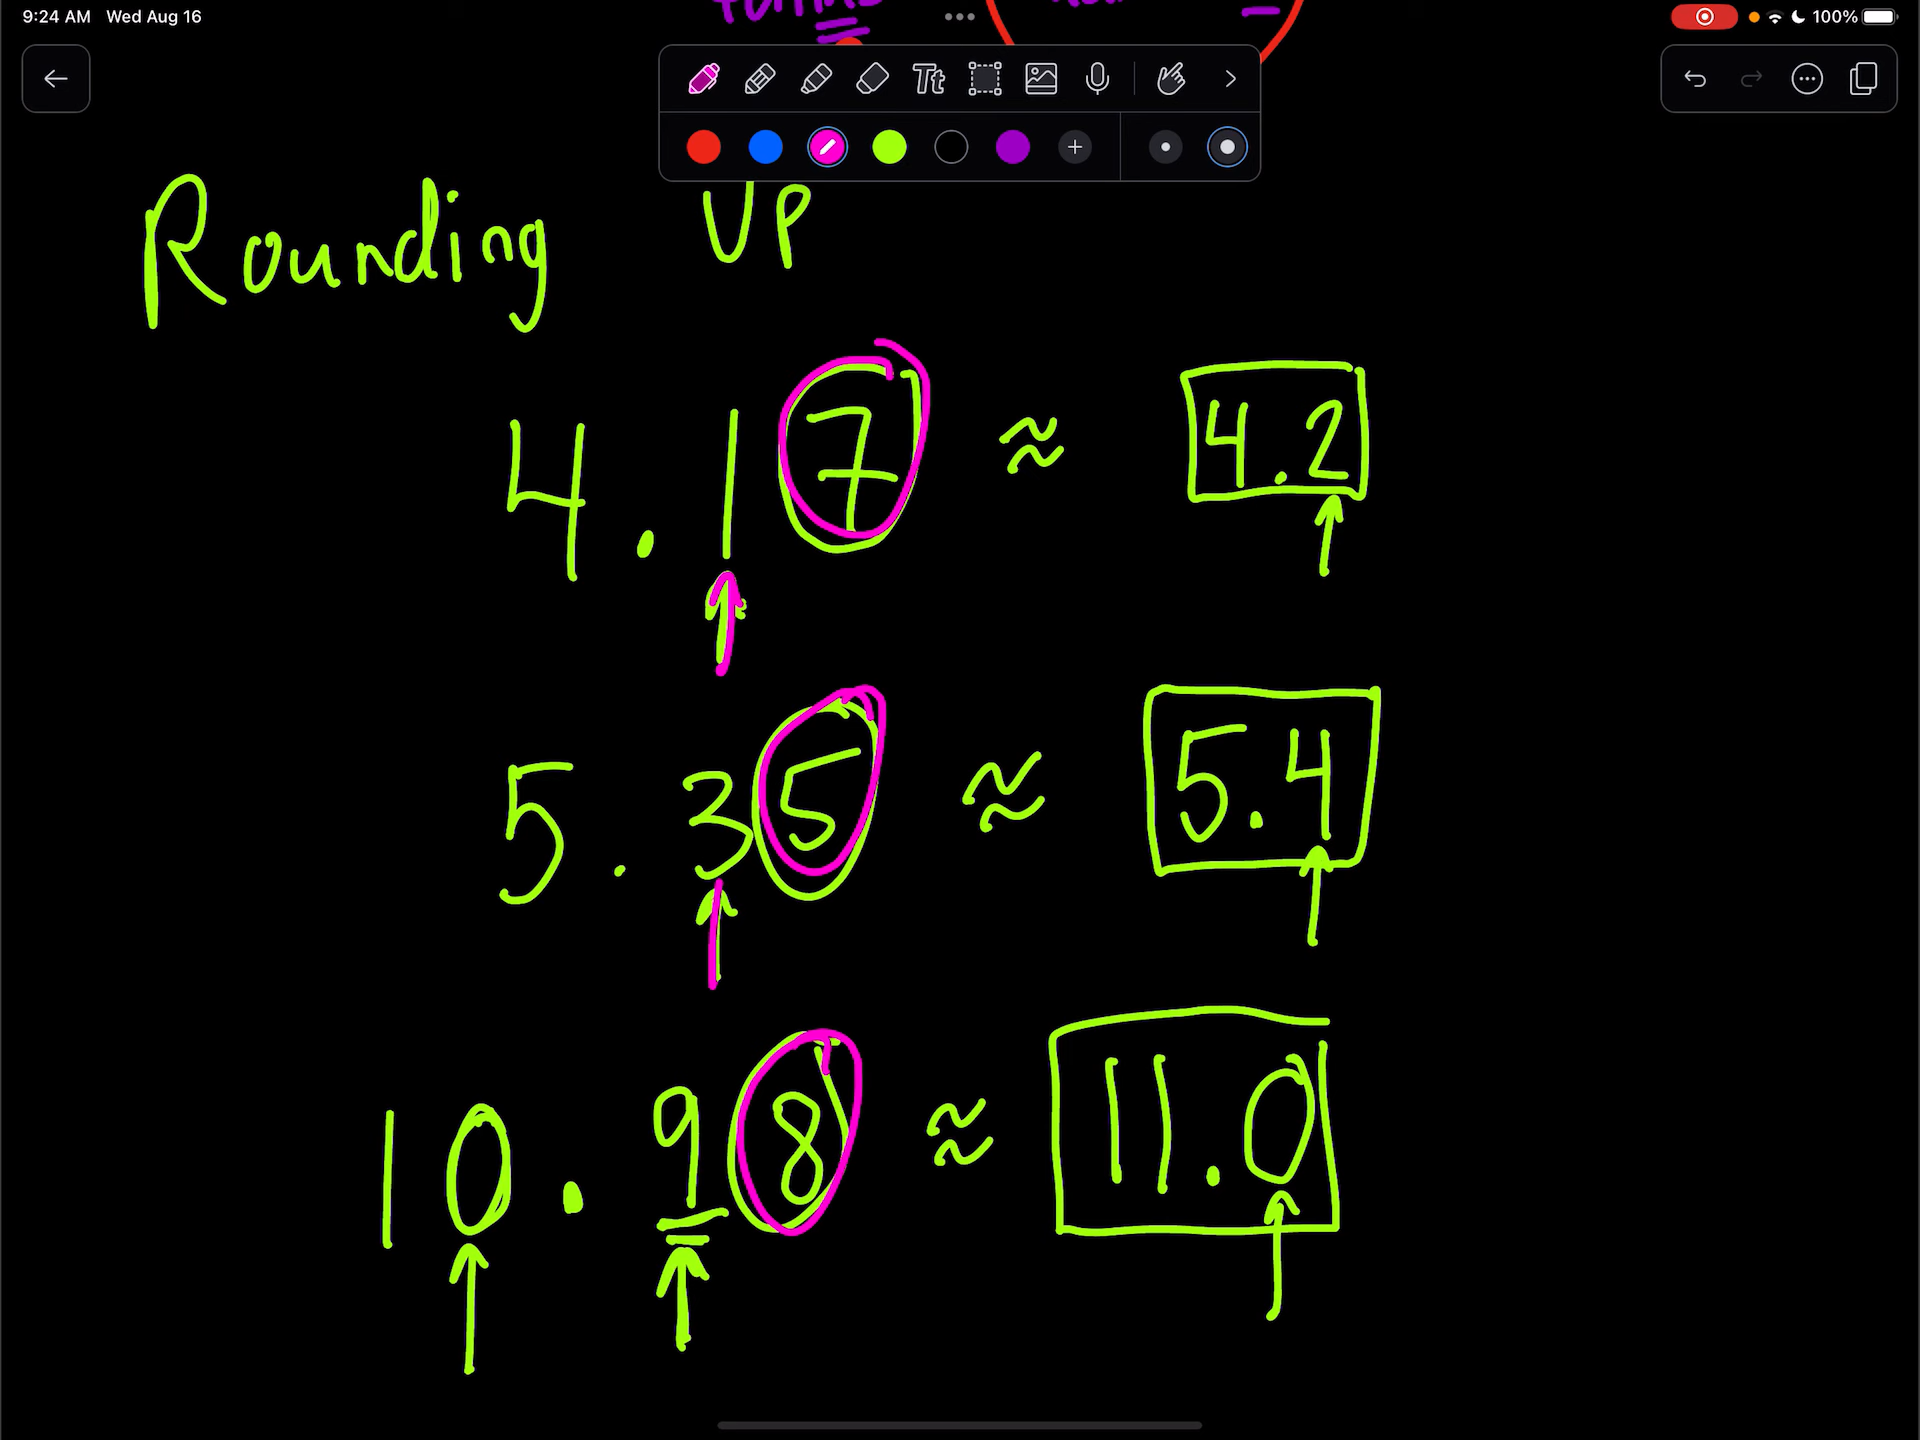 9:24 AM Wed Aug 16
100%
Tt
Rounding UP
4.17 ≈ 4.2
5.35 ≈ 5.4
10.98 ≈ 11.0